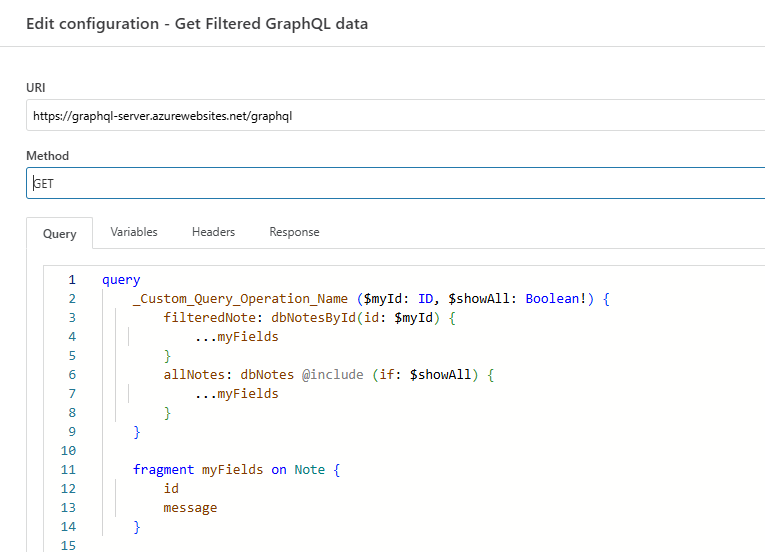 Edit configuration - Get Filtered GraphQL data
URI
https://graphql-server.azurewebsites.net/graphql
Method
GET
Query Variables Headers Response
1 query
2 _Custom_Query_Operation_Name ($myId: ID, $showAll: Boolean!) {
3 filteredNote: dbNotesById(id: $myId) {
4 ...myFields
5 }
6 allNotes: dbNotes @include (if: $showAll) {
7 ...myFields
8 }
9 }
10
11 fragment myFields on Note {
12 id
13 message
14 }
15